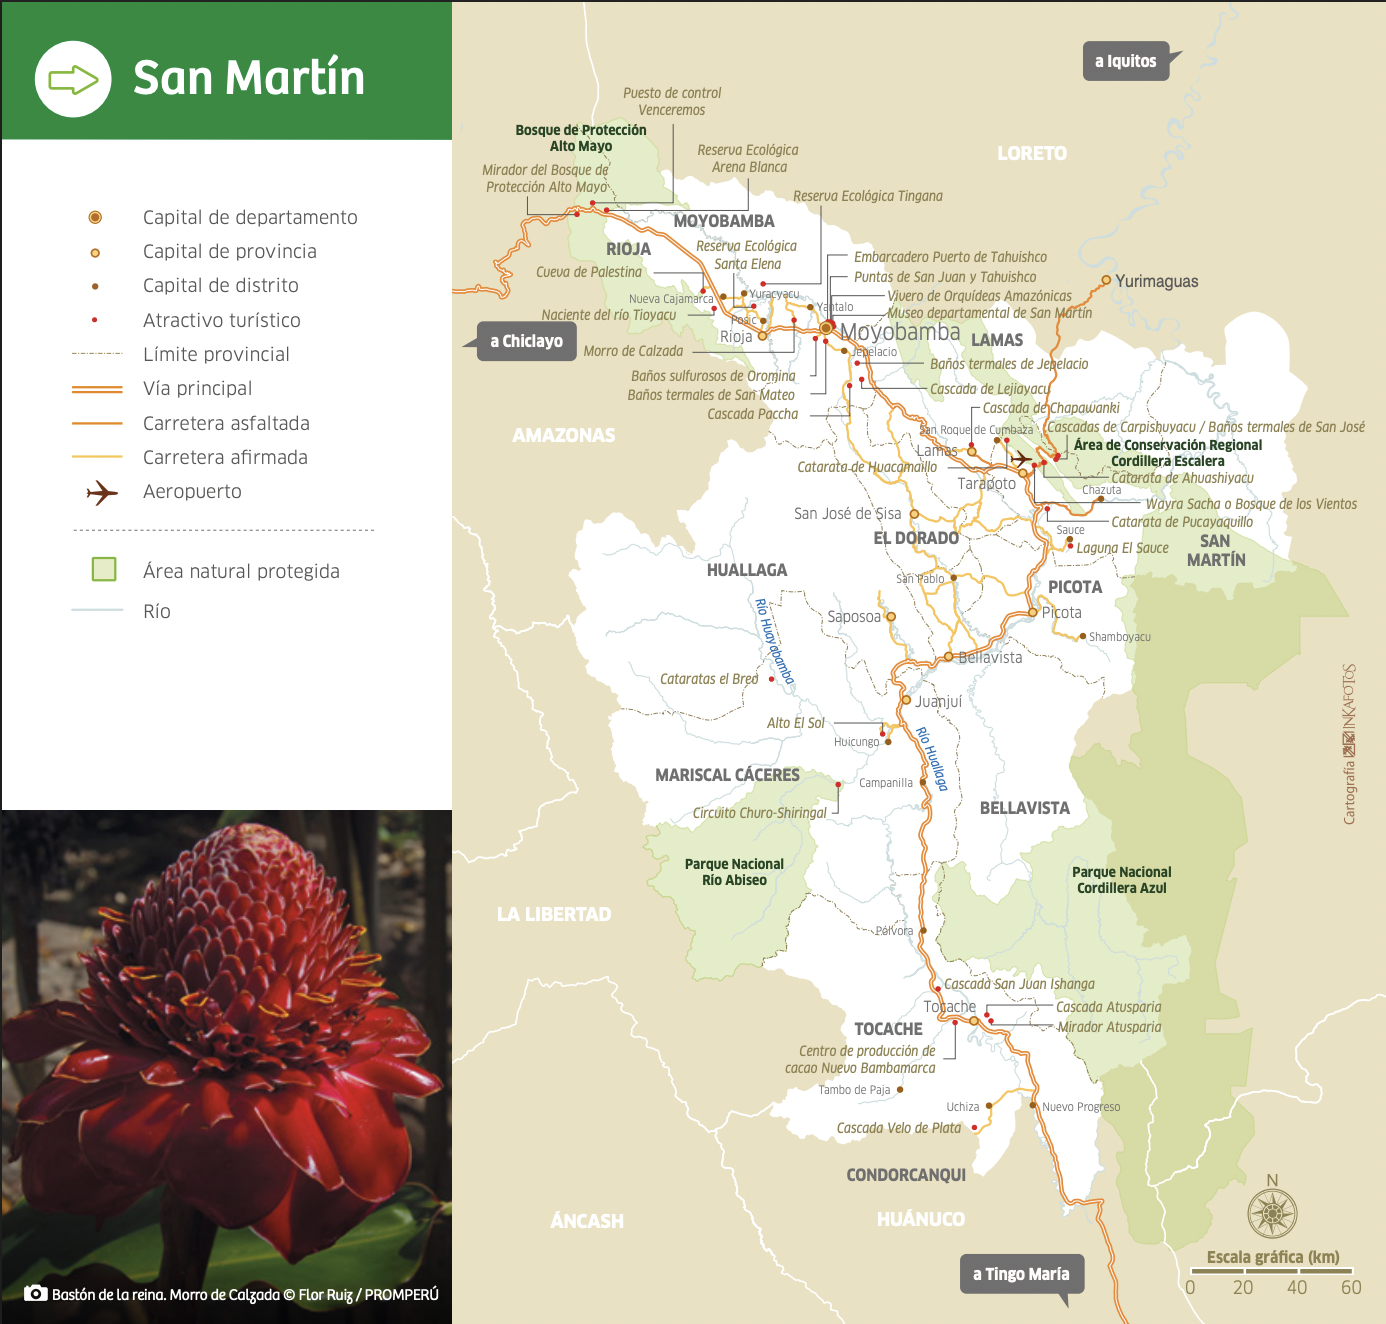 San Martín
Capital de departamento
Capital de provincia
Capital de distrito
Atractivo turístico
Límite provincial
Vía principal
Carretera asfaltada
Carretera afirmada
Aeropuerto
Área natural protegida
Río
Bastón de la reina. Morro de Calzada © Flor Ruiz / PROMPERÚ
a Iquitos
Puesto de control
Venceremos
Bosque de Protección
Alto Mayo
Reserva Ecológica
Arena Blanca
LORETO
Mirador del Bosque de
Protección Alto Mayo
Reserva Ecológica Tingana
MOYOBAMBA
RIOJA
Reserva Ecológica
Santa Elena
Embarcadero Puerto de Tahuishco
Cueva de Palestina
Puntas de San Juan y Tahuishco
Yurimaguas
Nueva Cajamarca
Yuracyacu
Vivero de Orquídeas Amazónicas
Yantalo
Naciente del río Tioyacu
Museo departamental de San Martín
Posic
Rioja
Moyobamba
LAMAS
a Chiclayo
Morro de Calzada
Jepelacio
Baños termales de Jepelacio
Baños sulfurosos de Oromina
Cascada de Lejiayacu
Baños termales de San Mateo
Cascada Paccha
Cascada de Chapawanki
AMAZONAS
San Roque de Cumbaza
Cascadas de Carpishuyacu / Baños termales de San José
Área de Conservación Regional
Cordillera Escalera
Lamas
Catarata de Huacamaillo
Catarata de Ahuashiyacu
Tarapoto
Chazuta
Wayra Sacha o Bosque de los Vientos
San José de Sisa
Catarata de Pucayaquillo
Sauce
EL DORADO
Laguna El Sauce
SAN
MARTÍN
HUALLAGA
San Pablo
PICOTA
Río Huayabamba
Saposoa
Picota
Shamboyacu
Bellavista
Cataratas el Breo
Juanjuí
Alto El Sol
Huicungo
Río Huallaga
MARISCAL CÁCERES
Campanilla
Circuito Churo-Shiringal
BELLAVISTA
Cartografía INKAFOTOS
Parque Nacional
Río Abiseo
Parque Nacional
Cordillera Azul
LA LIBERTAD
Pólvora
Cascada San Juan Ishanga
Tocache
Cascada Atusparia
TOCACHE
Mirador Atusparia
Centro de producción de
cacao Nuevo Bambamarca
Tambo de Paja
Uchiza
Nuevo Progreso
Cascada Velo de Plata
CONDORCANQUI
N
ÁNCASH
HUÁNUCO
Escala gráfica (km)
a Tingo María
0 20 40 60